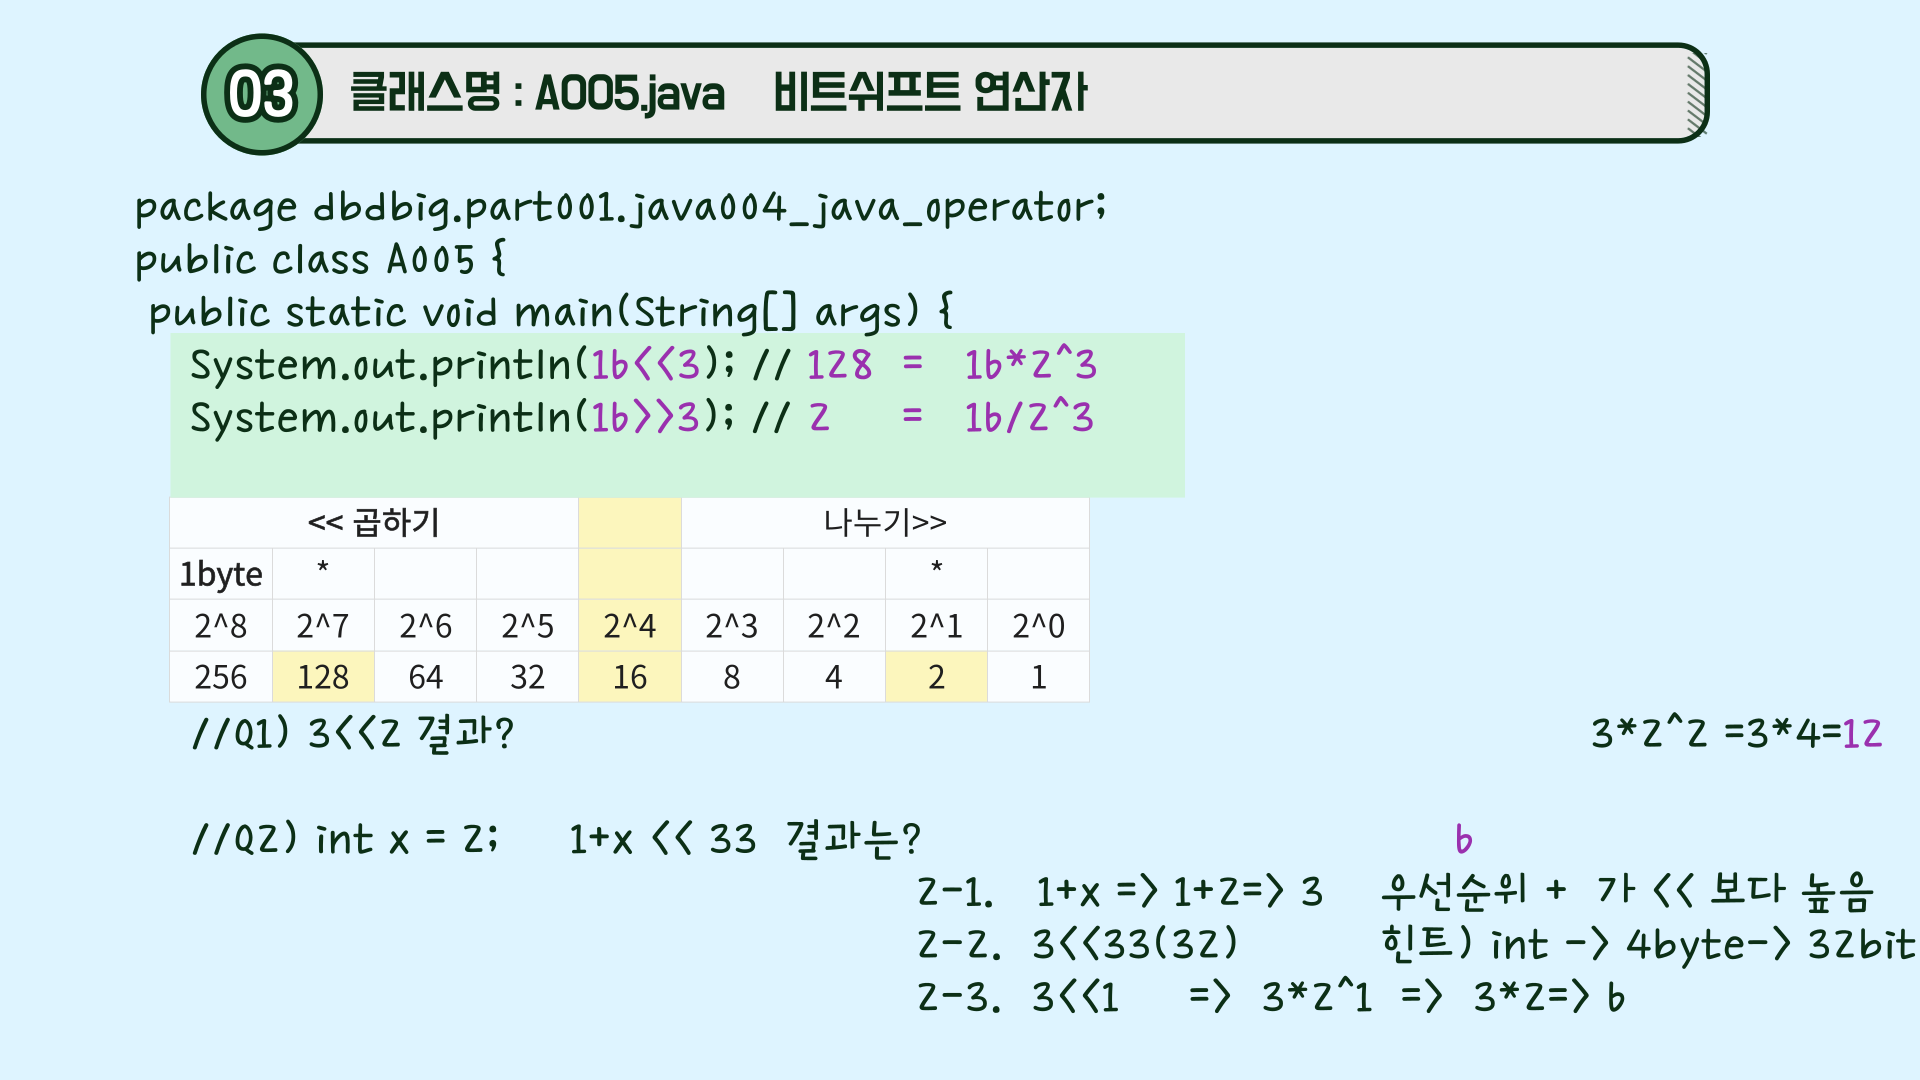 03 클래스명 : A005.java 비트쉬프트 연산자
package dbdbig.part001.java004_java_operator;
public class A005 {
public static void main(String[] args) {
System.out.println(16<<3); // 128 = 16*2^3
System.out.println(16>>3); // 2 = 16/2^3
<< 곱하기 나누기>>
1byte * *
2^8 2^7 2^6 2^5 2^4 2^3 2^2 2^1 2^0
256 128 64 32 16 8 4 2 1
//Q1) 3<<2 결과? 3*2^2 =3*4=12
//Q2) int x = 2; 1+x << 33 결과는? 6
2-1. 1+x => 1+2=> 3 우선순위 + 가 << 보다 높음
2-2. 3<<33(32) 힌트) int -> 4byte-> 32bit
2-3. 3<<1 => 3*2^1 => 3*2=> 6